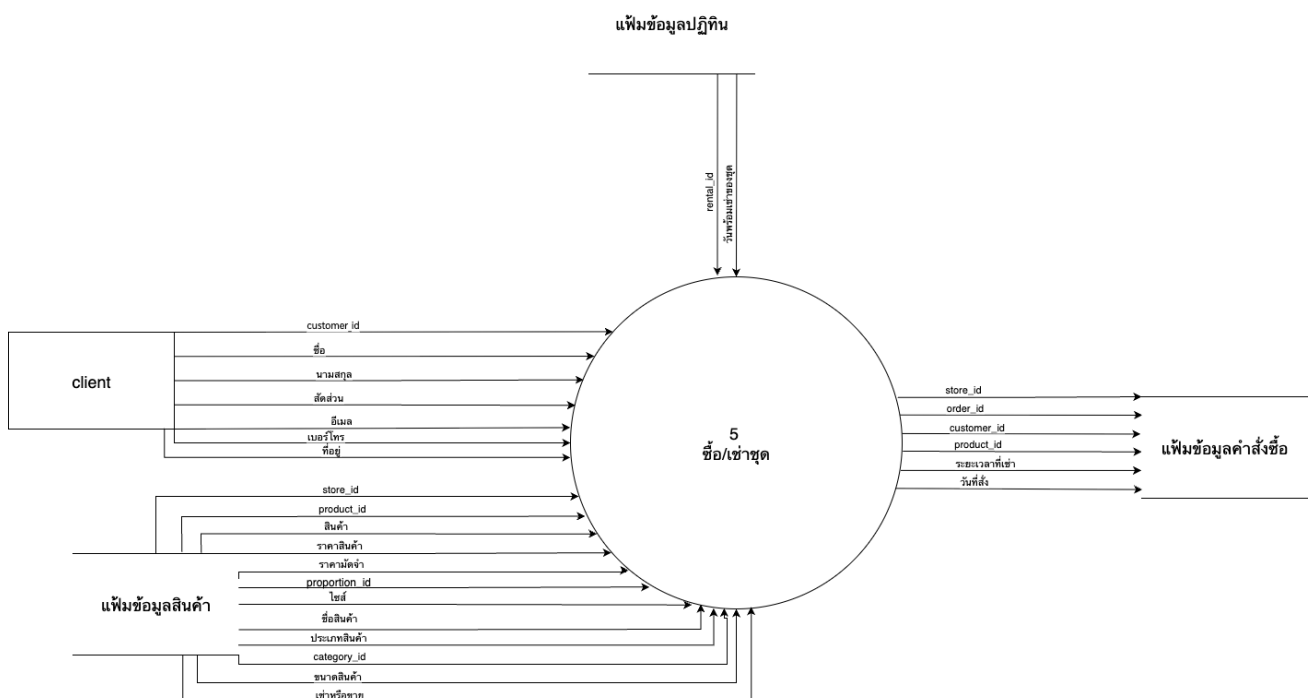 แฟ้มข้อมูลปฏิทิน
rental_id
วันพร้อมเช่าของชุด
client
customer_id
ชื่อ
นามสกุล
สัดส่วน
อีเมล
เบอร์โทร
ที่อยู่
5
ซื้อ/เช่าชุด
store_id
order_id
customer_id
product_id
ระยะเวลาที่เช่า
วันที่สั่ง
แฟ้มข้อมูลคำสั่งซื้อ
แฟ้มข้อมูลสินค้า
store_id
product_id
สินค้า
ราคาสินค้า
ราคามัดจำ
proportion_id
ไซส์
ชื่อสินค้า
ประเภทสินค้า
category_id
ขนาดสินค้า
เช่าหรือขาย